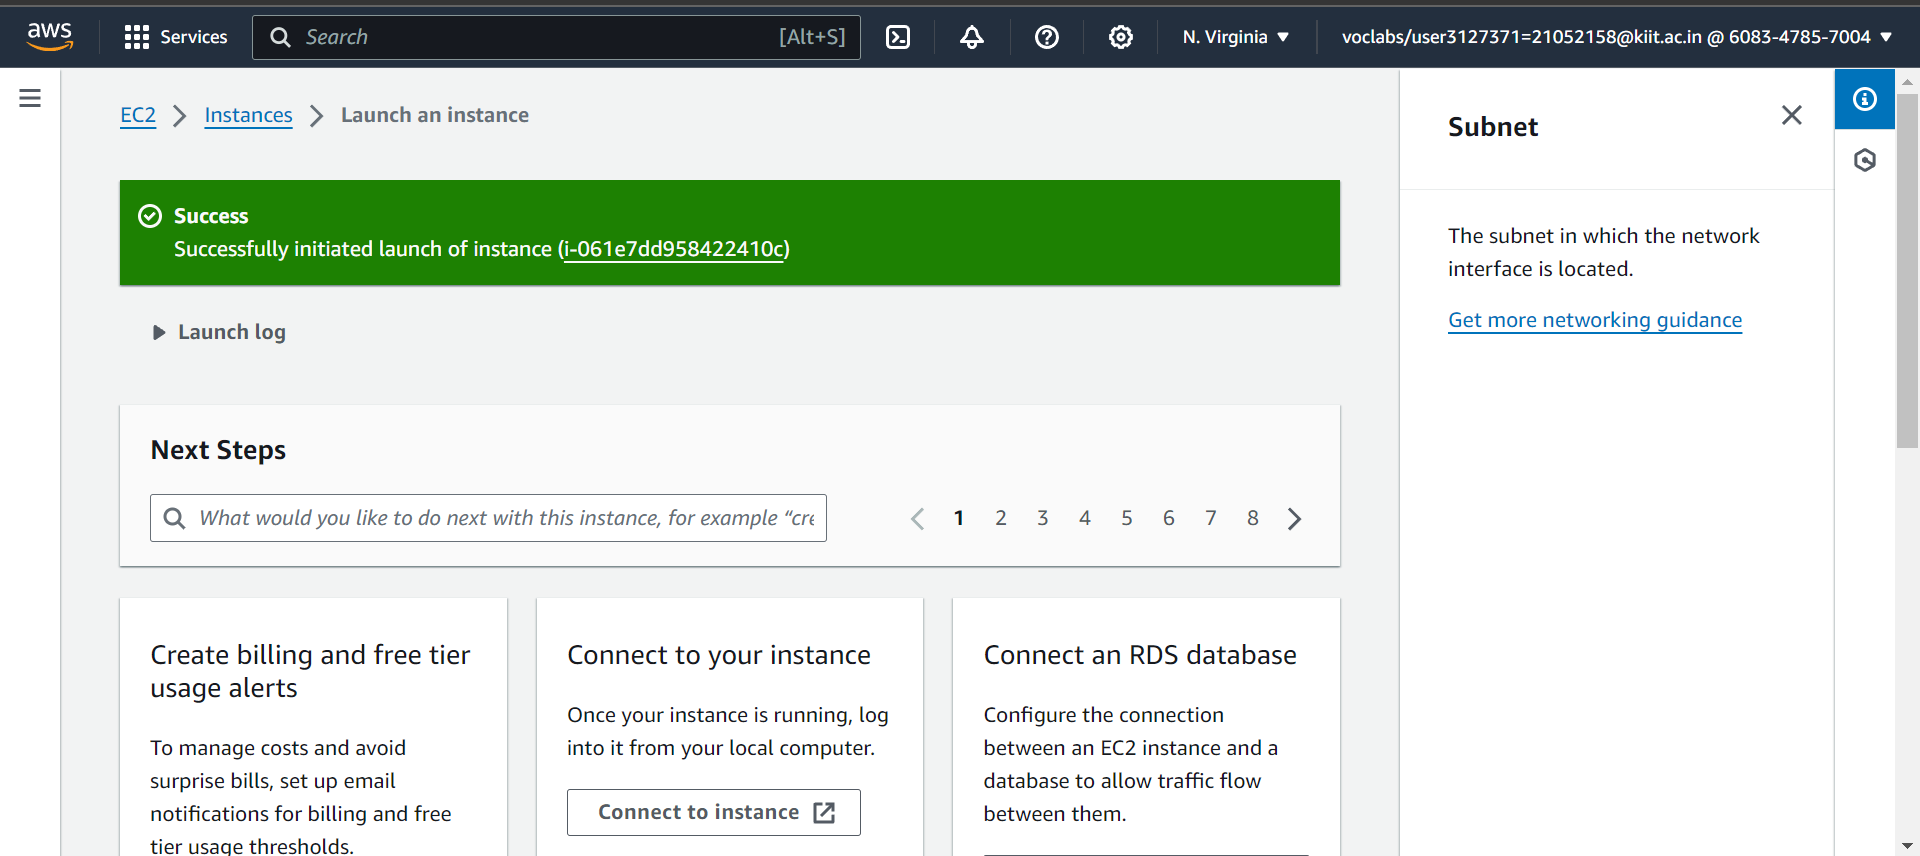 aws
Services
Search
[Alt+S]
N. Virginia
voclabs/user3127371=21052158@kiit.ac.in @ 6083-4785-7004
EC2
Instances
Launch an instance
Success
Successfully initiated launch of instance (i-061e7dd958422410c)
Launch log
Next Steps
What would you like to do next with this instance, for example “cre
1 2 3 4 5 6 7 8
Create billing and free tier
usage alerts
To manage costs and avoid
surprise bills, set up email
notifications for billing and free
tier usage thresholds.
Connect to your instance
Once your instance is running, log
into it from your local computer.
Connect to instance
Connect an RDS database
Configure the connection
between an EC2 instance and a
database to allow traffic flow
between them.
Subnet
The subnet in which the network
interface is located.
Get more networking guidance